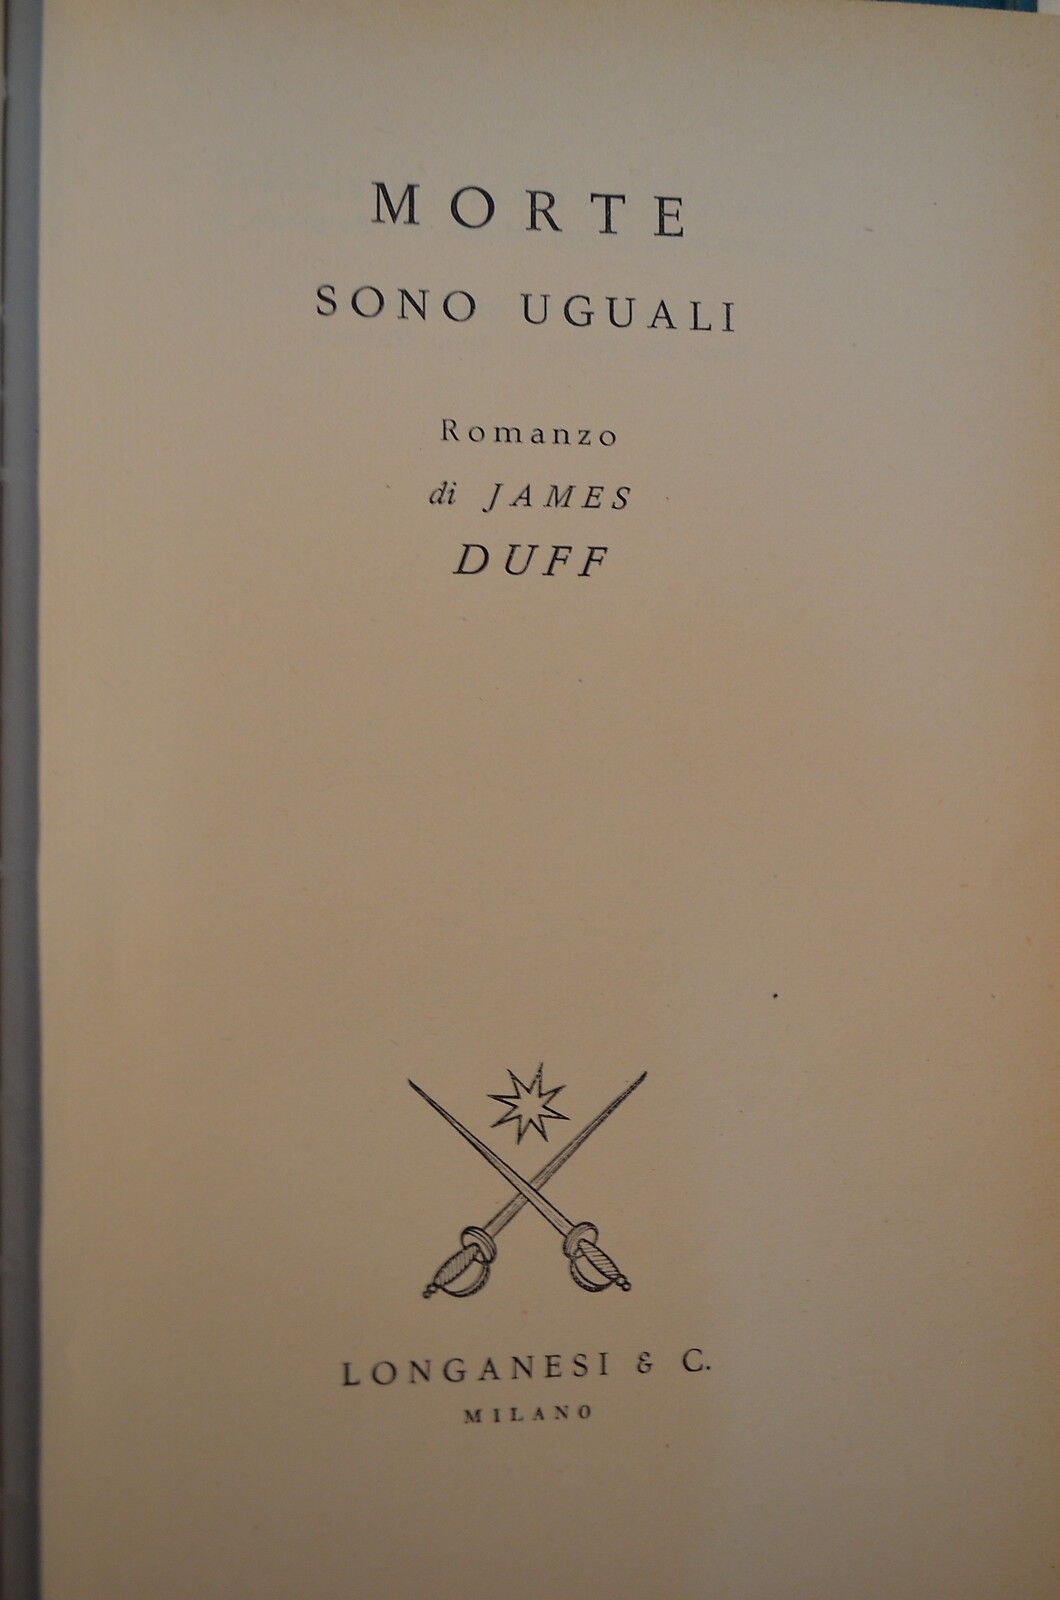 MORTE
SONO UGUALI
Romanzo
di JAMES
DUFF
LONGANESI & C.
MILANO